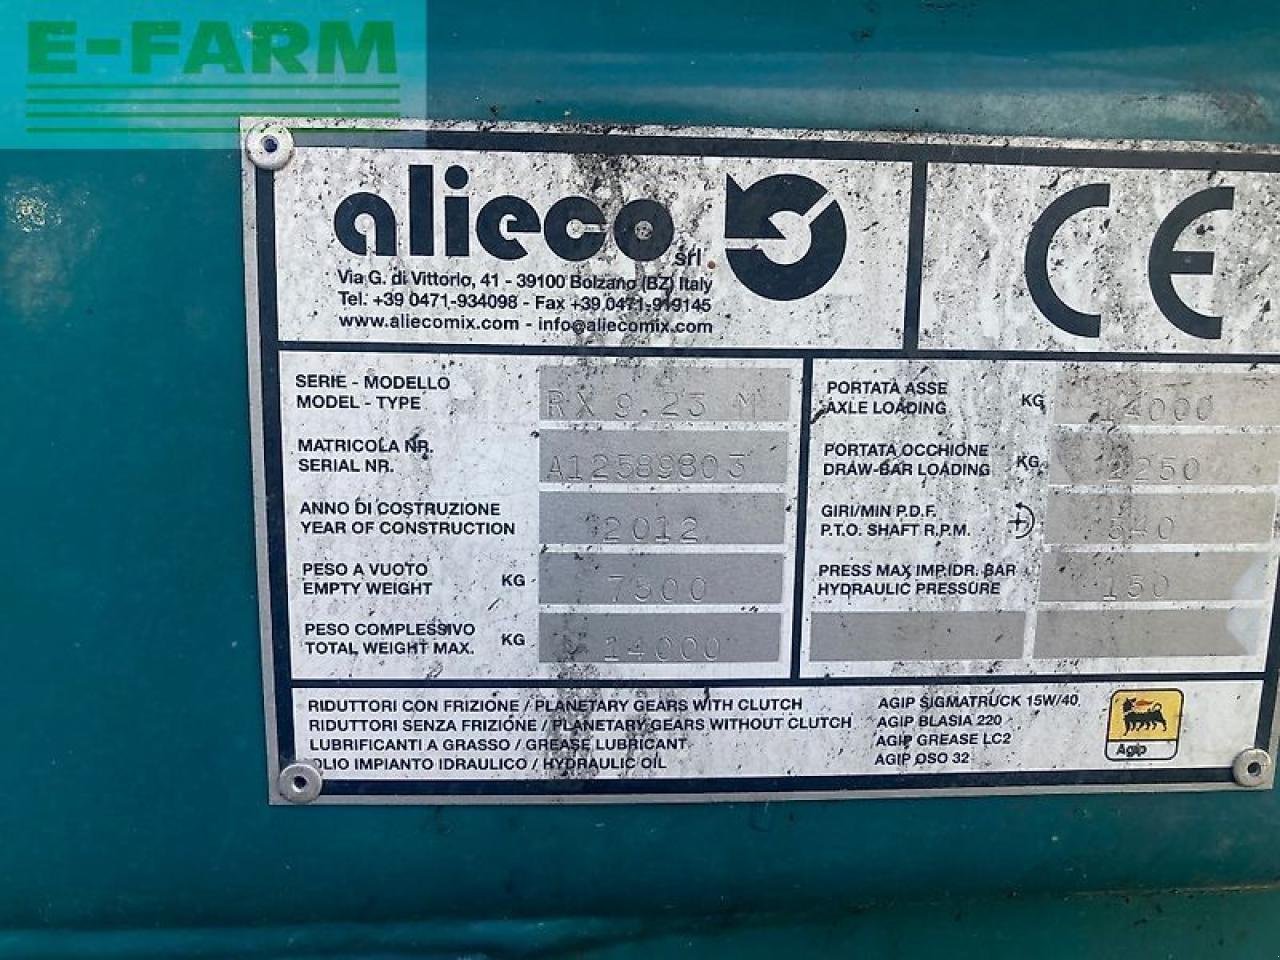 E-FARM
alieco srl
Via G. di Vittorio, 41 - 39100 Bolzano (BZ) Italy
Tel. +39 0471-934098 - Fax +39 0471-919145
www.aliecomix.com - info@aliecomix.com
CE
SERIE - MODELLO
MODEL - TYPE
RX 9.23 M
MATRICOLA NR.
SERIAL NR.
A12589803
ANNO DI COSTRUZIONE
YEAR OF CONSTRUCTION
2012
PESO A VUOTO
EMPTY WEIGHT KG
7500
PESO COMPLESSIVO
TOTAL WEIGHT MAX. KG
14000
PORTATA ASSE
AXLE LOADING KG
14000
PORTATA OCCHIONE
DRAW-BAR LOADING KG
GIRI/MIN P.D.F.
P.T.O. SHAFT R.P.M.
540
PRESS MAX IMP.IDR. BAR
HYDRAULIC PRESSURE
150
RIDUTTORI CON FRIZIONE / PLANETARY GEARS WITH CLUTCH AGIP SIGMATRUCK 15W/40
RIDUTTORI SENZA FRIZIONE / PLANETARY GEARS WITHOUT CLUTCH AGIP BLASIA 220
LUBRIFICANTI A GRASSO / GREASE LUBRICANT AGIP GREASE LC2
OLIO IMPIANTO IDRAULICO / HYDRAULIC OIL AGIP OSO 32
Agip